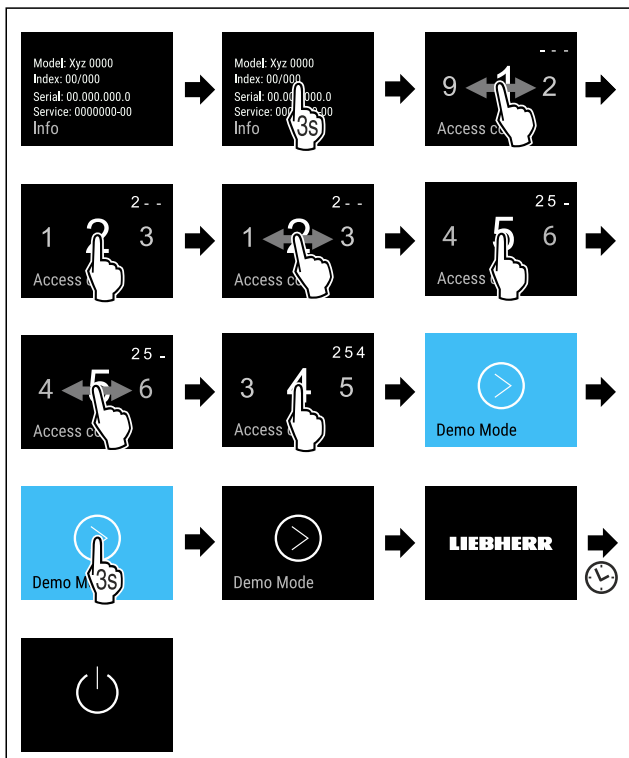 Model: Xyz 0000
Index: 00/000
Serial: 00.000.000.0
Service: 0000000-00
Info
Model: Xyz 0000
Index: 00/000
Serial: 00.00 000.0
Service: 000 -00
Info
3s
- - -
9 1 2
Access
2 - -
1 2 3
Access
2 - -
1 2 3
Access
2 5 -
4 5 6
Access
2 5 -
4 5 6
Access
2 5 4
3 4 5
Access
Demo Mode
Demo
3s
Demo Mode
LIEBHERR